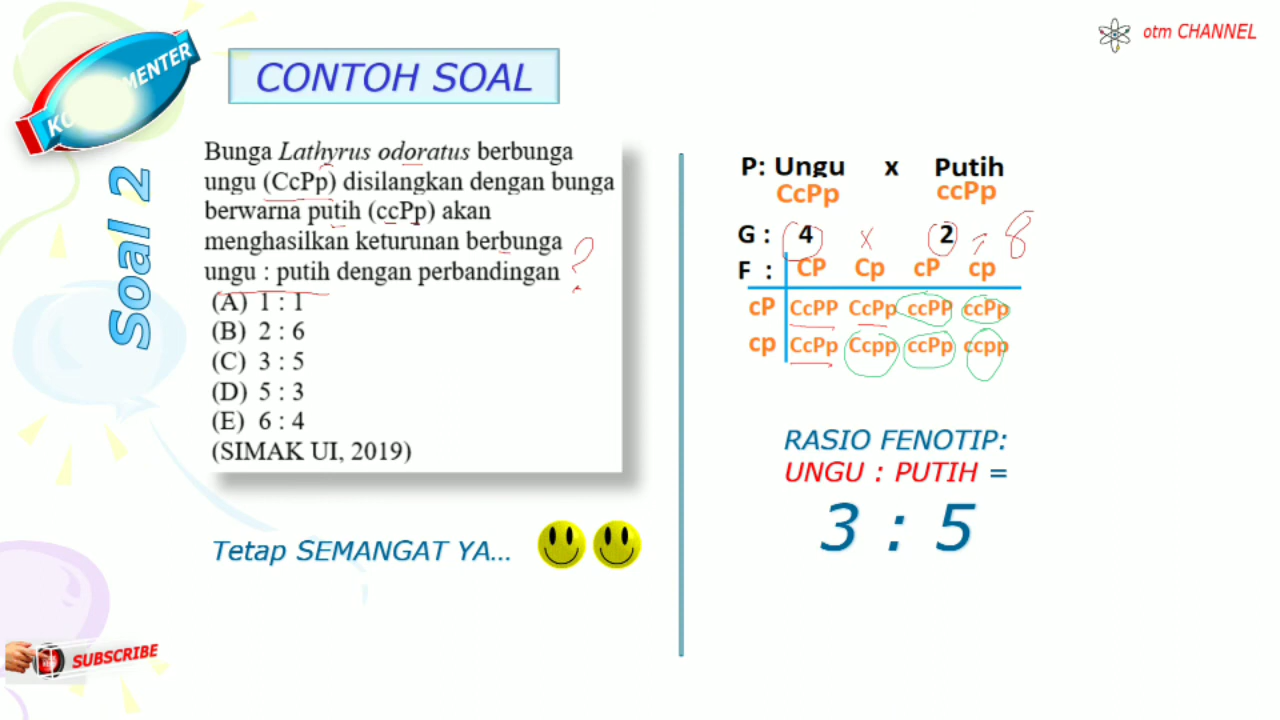 otm CHANNEL
MENTER
CONTOH SOAL
Soal 2
Bunga Lathyrus odoratus berbunga
ungu (CcPp) disilangkan dengan bunga
berwarna putih (ccPp) akan
menghasilkan keturunan berbunga
ungu : putih dengan perbandingan ?
(A) 1 : 1
(B) 2 : 6
(C) 3 : 5
(D) 5 : 3
(E) 6 : 4
(SIMAK UI, 2019)
Tetap SEMANGAT YA...
SUBSCRIBE
P: Ungu x Putih
CcPp ccPp
G : 4 x 2 = 8
F : CP Cp cP cp
cP CcPP CcPp ccPP ccPp
cp CcPp Ccpp ccPp ccpp
RASIO FENOTIP:
UNGU : PUTIH =
3 : 5